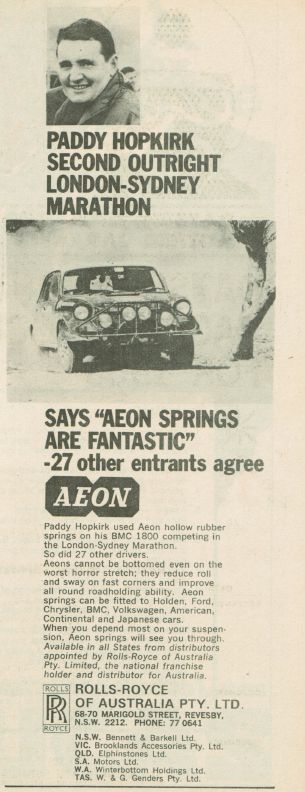 PADDY HOPKIRK
SECOND OUTRIGHT
LONDON-SYDNEY
MARATHON
SAYS "AEON SPRINGS
ARE FANTASTIC"
-27 other entrants agree
AEON
Paddy Hopkirk used Aeon hollow rubber
springs on his BMC 1800 competing in
the London-Sydney Marathon.
So did 27 other drivers.
Aeons cannot be bottomed even on the
worst horror stretch; they reduce roll
and sway on fast corners and improve
all round roadholding ability. Aeon
springs can be fitted to Holden, Ford,
Chrysler, BMC, Volkswagen, American,
Continental and Japanese cars.
When you depend most on your suspen-
sion, Aeon springs will see you through.
Available in all States from distributors
appointed by Rolls-Royce of Australia
Pty. Limited, the national franchise
holder and distributor for Australia.
ROLLS
RR
ROYCE
ROLLS-ROYCE
OF AUSTRALIA PTY. LTD.
68-70 MARIGOLD STREET, REVESBY,
N.S.W. 2212. PHONE: 77 0641
N.S.W. Bennett & Barkell Ltd.
VIC. Brooklands Accessories Pty. Ltd.
QLD. Elphinstones Ltd.
S.A. Motors Ltd.
W.A. Winterbottom Holdings Ltd.
TAS. W. & G. Genders Pty. Ltd.